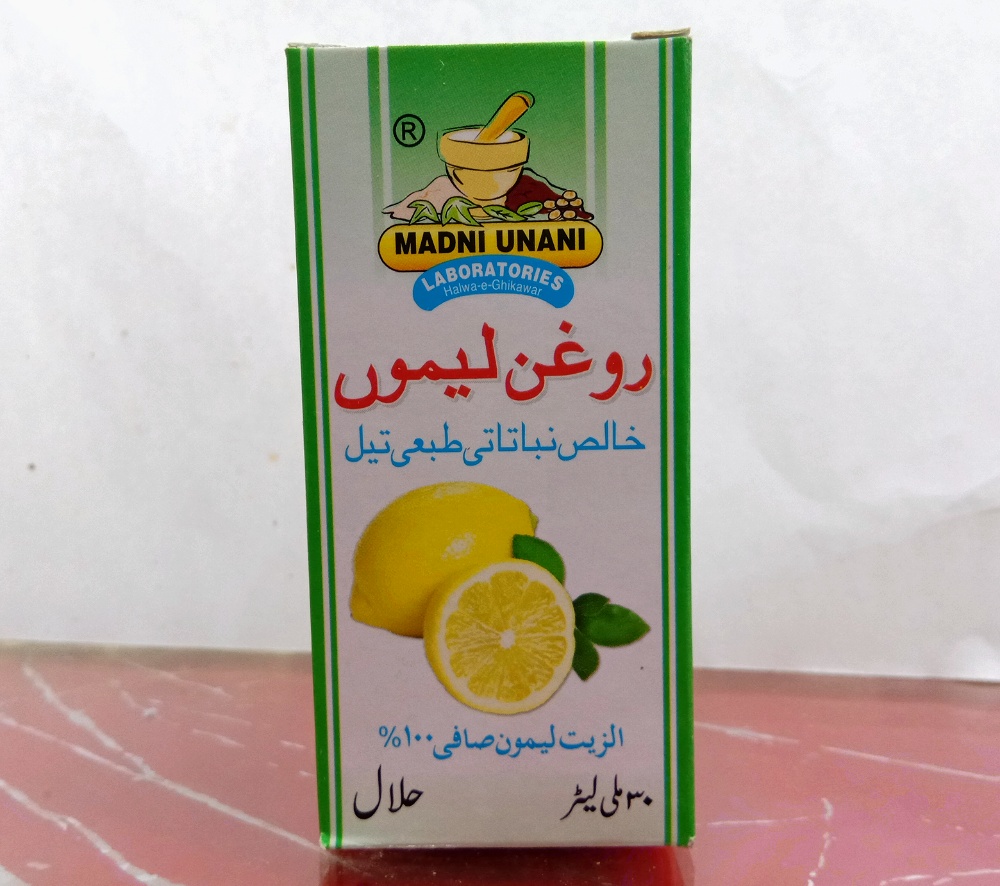 ®
MADNI UNANI
LABORATORIES
Halwa-e-Ghikawar
روغن لیموں
خالص نباتاتی طبعی تیل
الزیت لیمون صافی ۱۰۰%
۳۰ ملی لیٹر
حلال